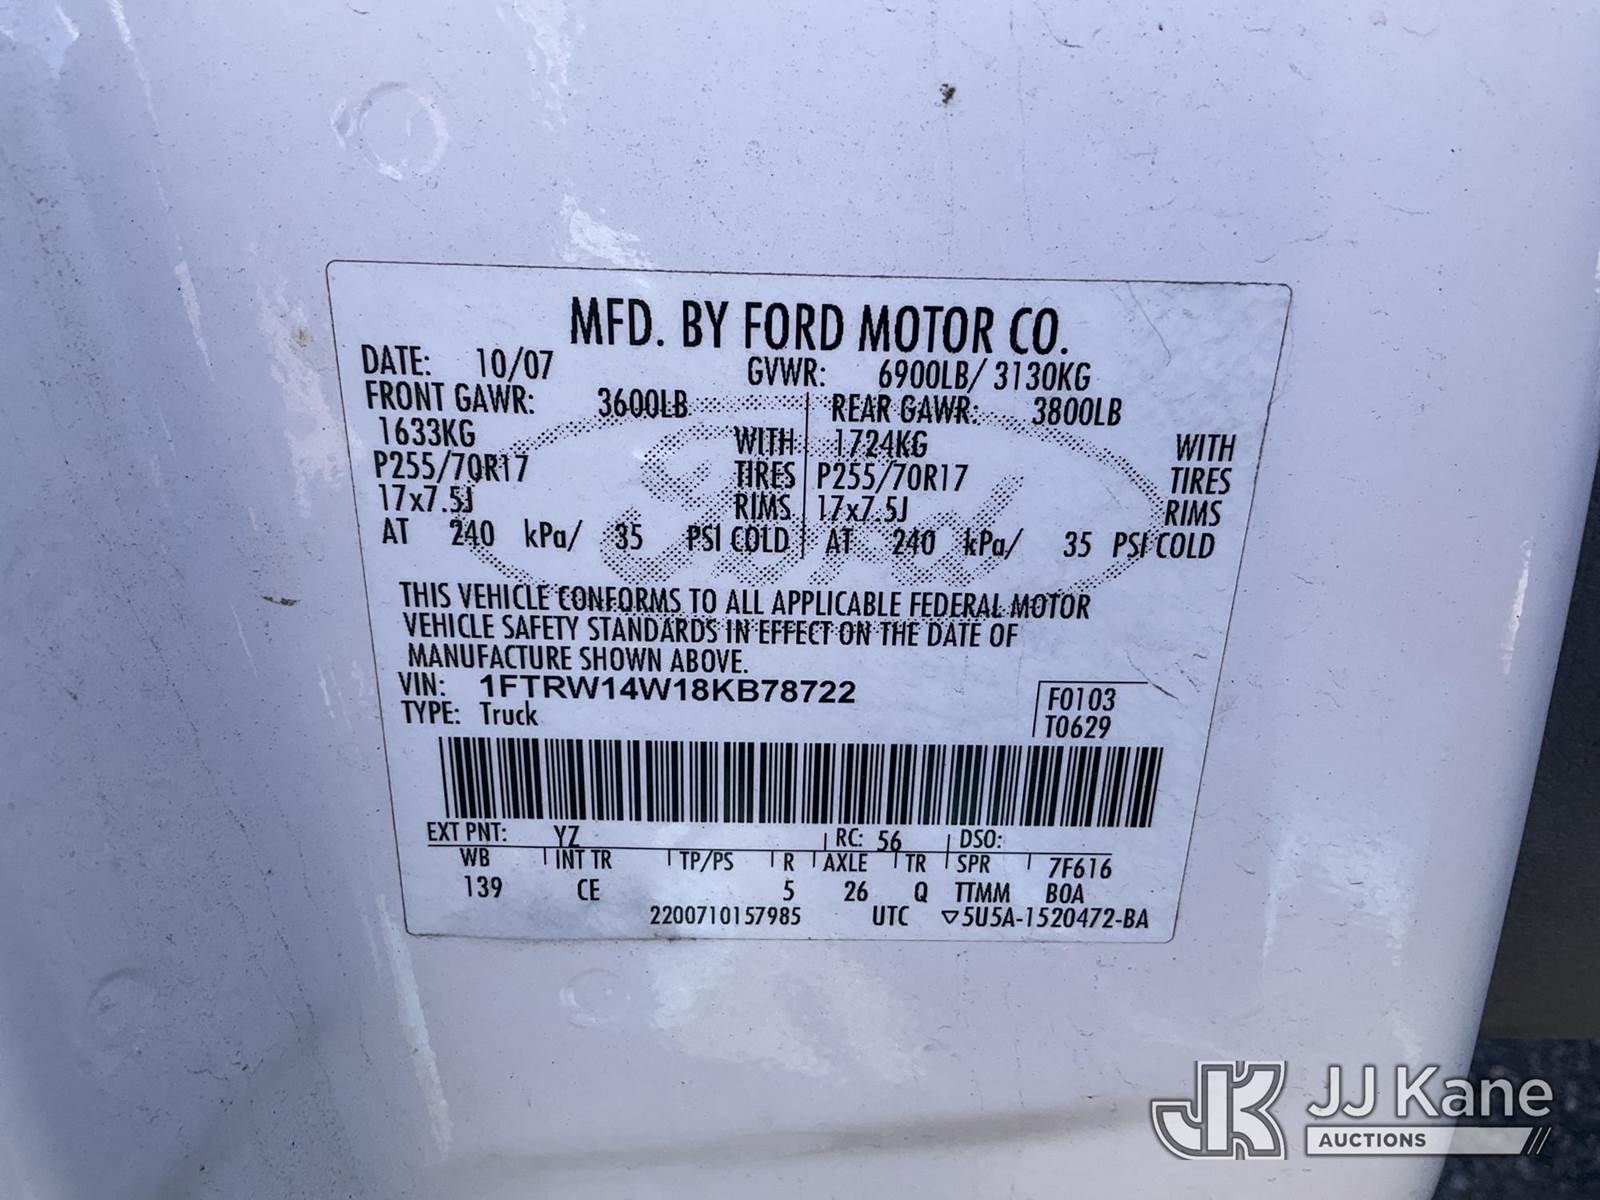 MFD. BY FORD MOTOR CO.
DATE: 10/07 GVWR: 6900LB/ 3130KG
FRONT GAWR: 3600LB REAR GAWR: 3800LB
1633KG WITH 1724KG WITH
P255/70R17 TIRES P255/70R17 TIRES
17x7.5J RIMS 17x7.5J RIMS
AT 240 kPa/ 35 PSI COLD AT 240 kPa/ 35 PSI COLD
Ford
THIS VEHICLE CONFORMS TO ALL APPLICABLE FEDERAL MOTOR
VEHICLE SAFETY STANDARDS IN EFFECT ON THE DATE OF
MANUFACTURE SHOWN ABOVE.
VIN: 1FTRW14W18KB78722 F0103
TYPE: Truck T0629
EXT PNT: YZ RC: 56 DSO:
WB INT TR TP/PS R AXLE TR SPR 7F616
139 CE 5 26 Q TTMM BOA
2200710157985 UTC ▽5U5A-1520472-BA
JK JJ Kane
AUCTIONS